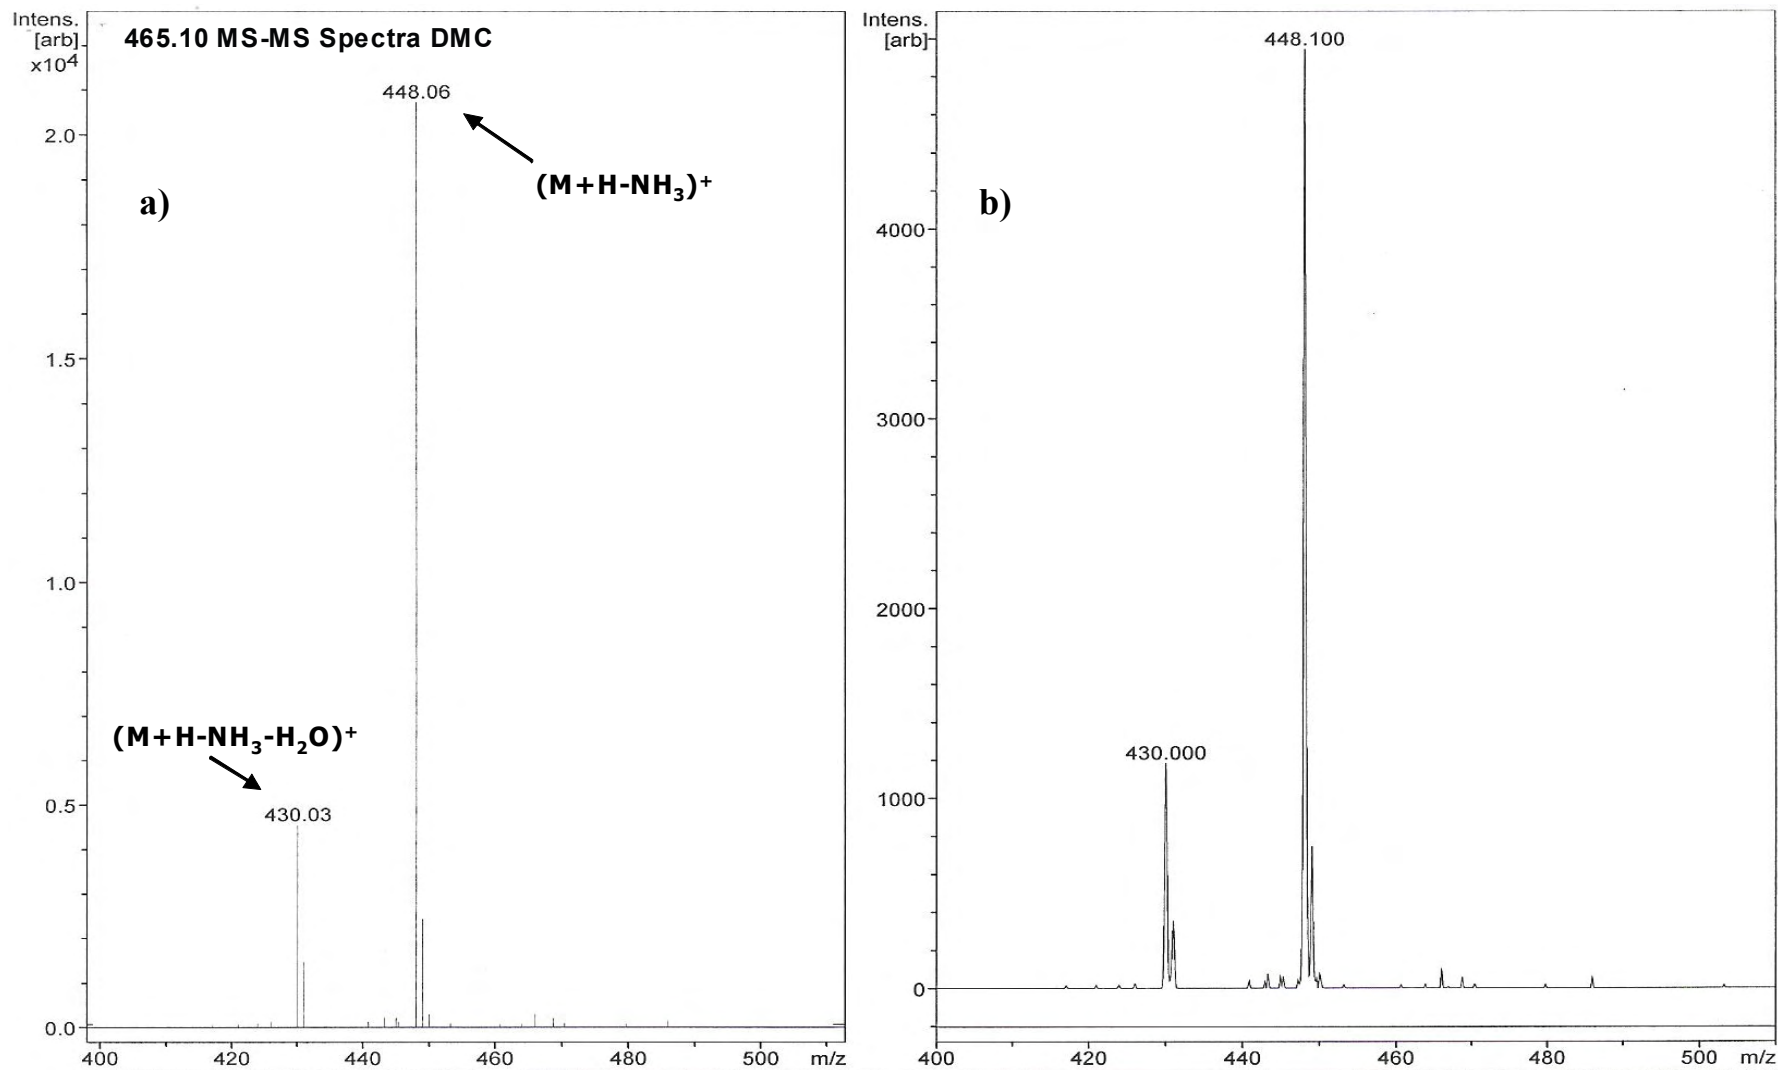 Intens.
[arb]
x10⁴
465.10 MS-MS Spectra DMC
448.06
2.0
(M+H-NH₃)⁺
a)
1.5
1.0
(M+H-NH₃-H₂O)⁺
430.03
0.5
0.0
400 420 440 460 480 500 m/z
Intens.
[arb]
448.100
b)
4000
3000
2000
430.000
1000
0
400 420 440 460 480 500 m/z